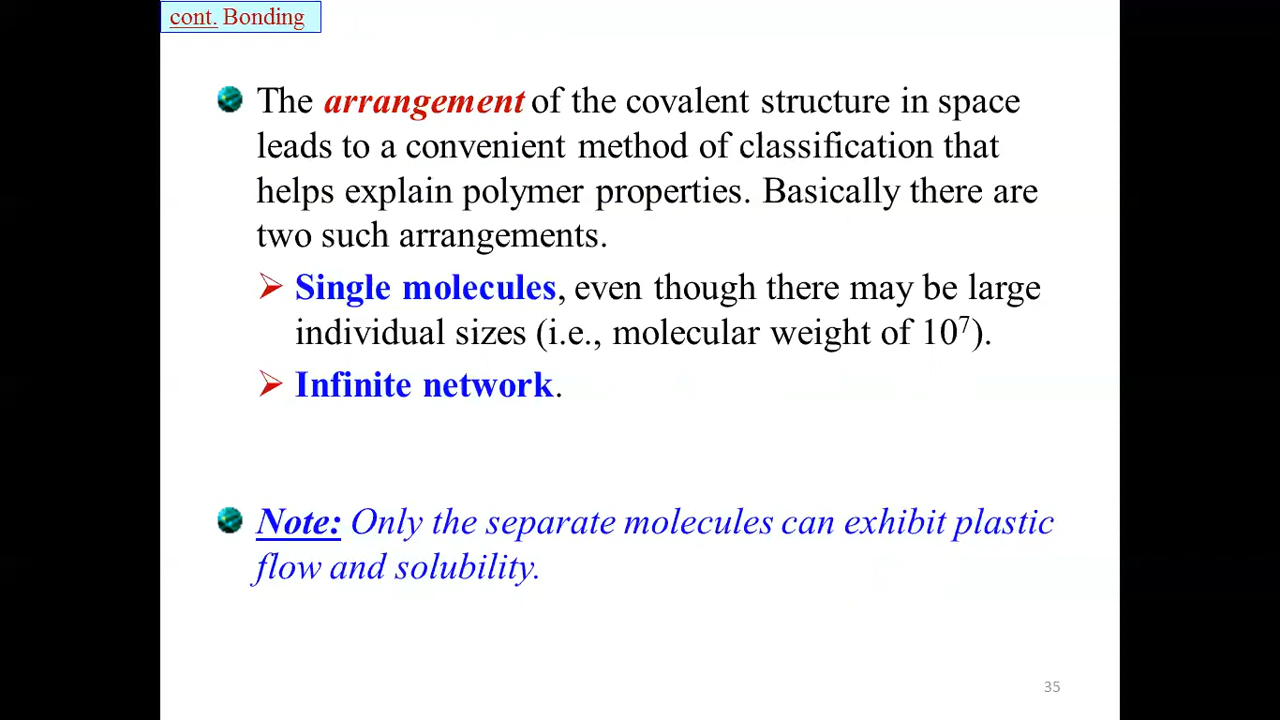 cont. Bonding
The arrangement of the covalent structure in space
leads to a convenient method of classification that
helps explain polymer properties. Basically there are
two such arrangements.
Single molecules, even though there may be large
individual sizes (i.e., molecular weight of 10⁷).
Infinite network.
Note: Only the separate molecules can exhibit plastic
flow and solubility.
35